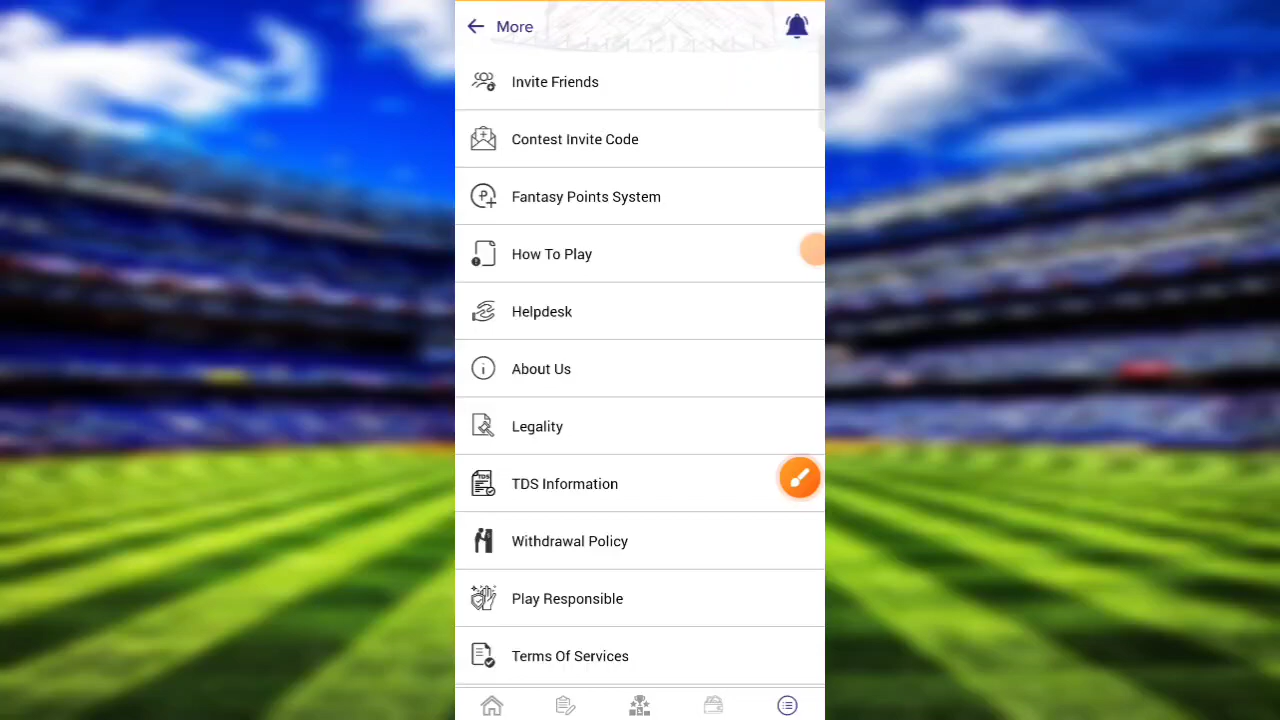 More
Invite Friends
Contest Invite Code
Fantasy Points System
How To Play
Helpdesk
About Us
Legality
TDS Information
Withdrawal Policy
Play Responsible
Terms Of Services